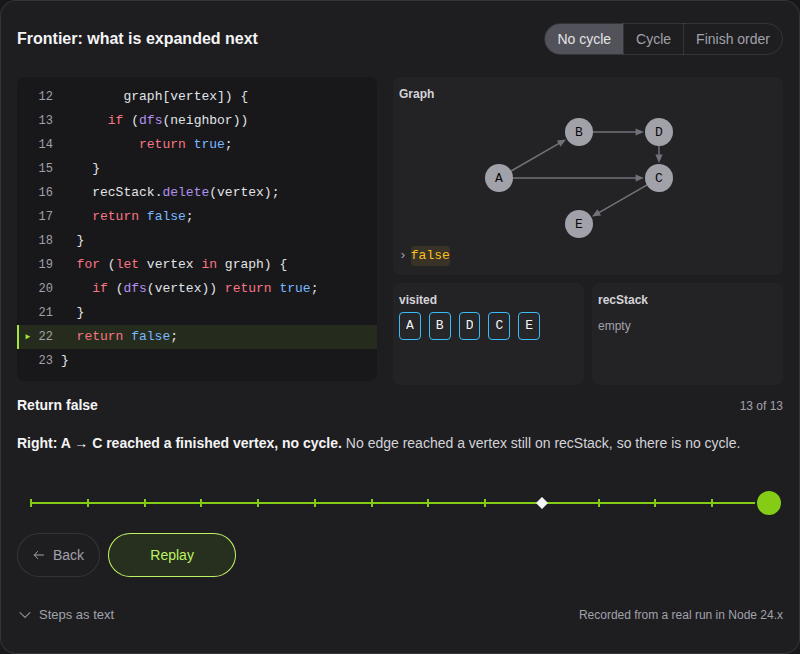 Frontier: what is expanded next
No cycle Cycle Finish order
12 graph[vertex]) {
13 if (dfs(neighbor))
14 return true;
15 }
16 recStack.delete(vertex);
17 return false;
18 }
19 for (let vertex in graph) {
20 if (dfs(vertex)) return true;
21 }
▸ 22 return false;
23 }
Graph
B D
A C
E
› false
visited
A B D C E
recStack
empty
Return false
13 of 13
Right: A → C reached a finished vertex, no cycle. No edge reached a vertex still on recStack, so there is no cycle.
← Back
Replay
Steps as text
Recorded from a real run in Node 24.x